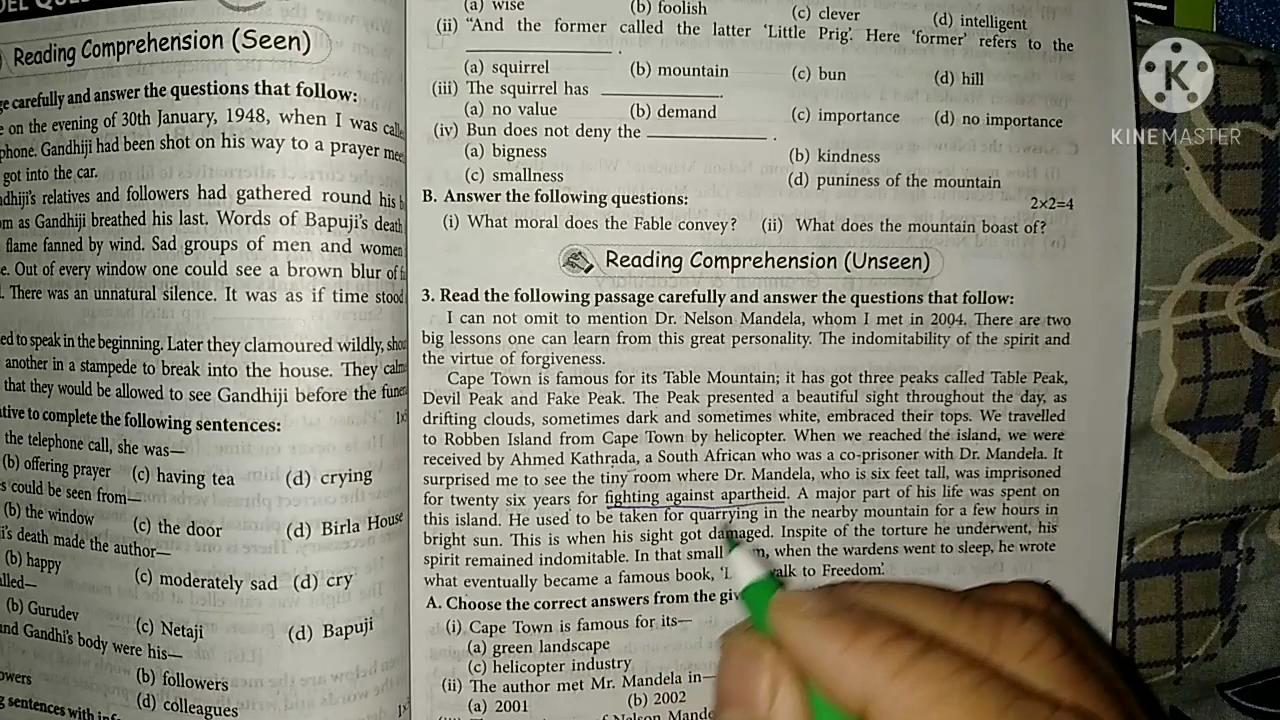 Reading Comprehension (Seen)
carefully and answer the questions that follow:
on the evening of 30th January, 1948, when I was
phone. Gandhiji had been shot on his way to a prayer
got into the car.
relatives and followers had gathered round his
as Gandhiji breathed his last. Words of Bapuji's death
flame fanned by wind. Sad groups of men and women
Out of every window one could see a brown blur of
There was an unnatural silence. It was as if time stood
to speak in the beginning. Later they clamoured wildly,
another in a stampede to break into the house. They
that they would be allowed to see Gandhiji before the
to complete the following sentences:
the telephone call, she was—
(b) offering prayer (c) having tea (d) crying
could be seen from—
(b) the window (c) the door (d) Birla House
death made the author—
(b) happy (c) moderately sad (d) cry
(b) Gurudev (c) Netaji (d) Bapuji
and Gandhi's body were his—
(b) followers
(d) colleagues
sentences with
(a) wise (b) foolish (c) clever (d) intelligent
(ii) "And the former called the latter 'Little Prig'. Here 'former' refers to the
____________ .
(a) squirrel (b) mountain (c) bun (d) hill
(iii) The squirrel has ____________.
(a) no value (b) demand (c) importance (d) no importance
(iv) Bun does not deny the ____________ .
(a) bigness (b) kindness
(c) smallness (d) puniness of the mountain
B. Answer the following questions: 2×2=4
(i) What moral does the Fable convey? (ii) What does the mountain boast of?
Reading Comprehension (Unseen)
3. Read the following passage carefully and answer the questions that follow:
I can not omit to mention Dr. Nelson Mandela, whom I met in 2004. There are two
big lessons one can learn from this great personality. The indomitability of the spirit and
the virtue of forgiveness.
Cape Town is famous for its Table Mountain; it has got three peaks called Table Peak,
Devil Peak and Fake Peak. The Peak presented a beautiful sight throughout the day, as
drifting clouds, sometimes dark and sometimes white, embraced their tops. We travelled
to Robben Island from Cape Town by helicopter. When we reached the island, we were
received by Ahmed Kathrada, a South African who was a co-prisoner with Dr. Mandela. It
surprised me to see the tiny room where Dr. Mandela, who is six feet tall, was imprisoned
for twenty six years for fighting against apartheid. A major part of his life was spent on
this island. He used to be taken for quarrying in the nearby mountain for a few hours in
bright sun. This is when his sight got damaged. Inspite of the torture he underwent, his
spirit remained indomitable. In that small when the wardens went to sleep, he wrote
what eventually became a famous book, to Freedom'.
A. Choose the correct answers from the
(i) Cape Town is famous for its—
(a) green landscape
(c) helicopter industry
(ii) The author met Mr. Mandela in—
(a) 2001 (b) 2002
of Nelson
K
KINEMASTER